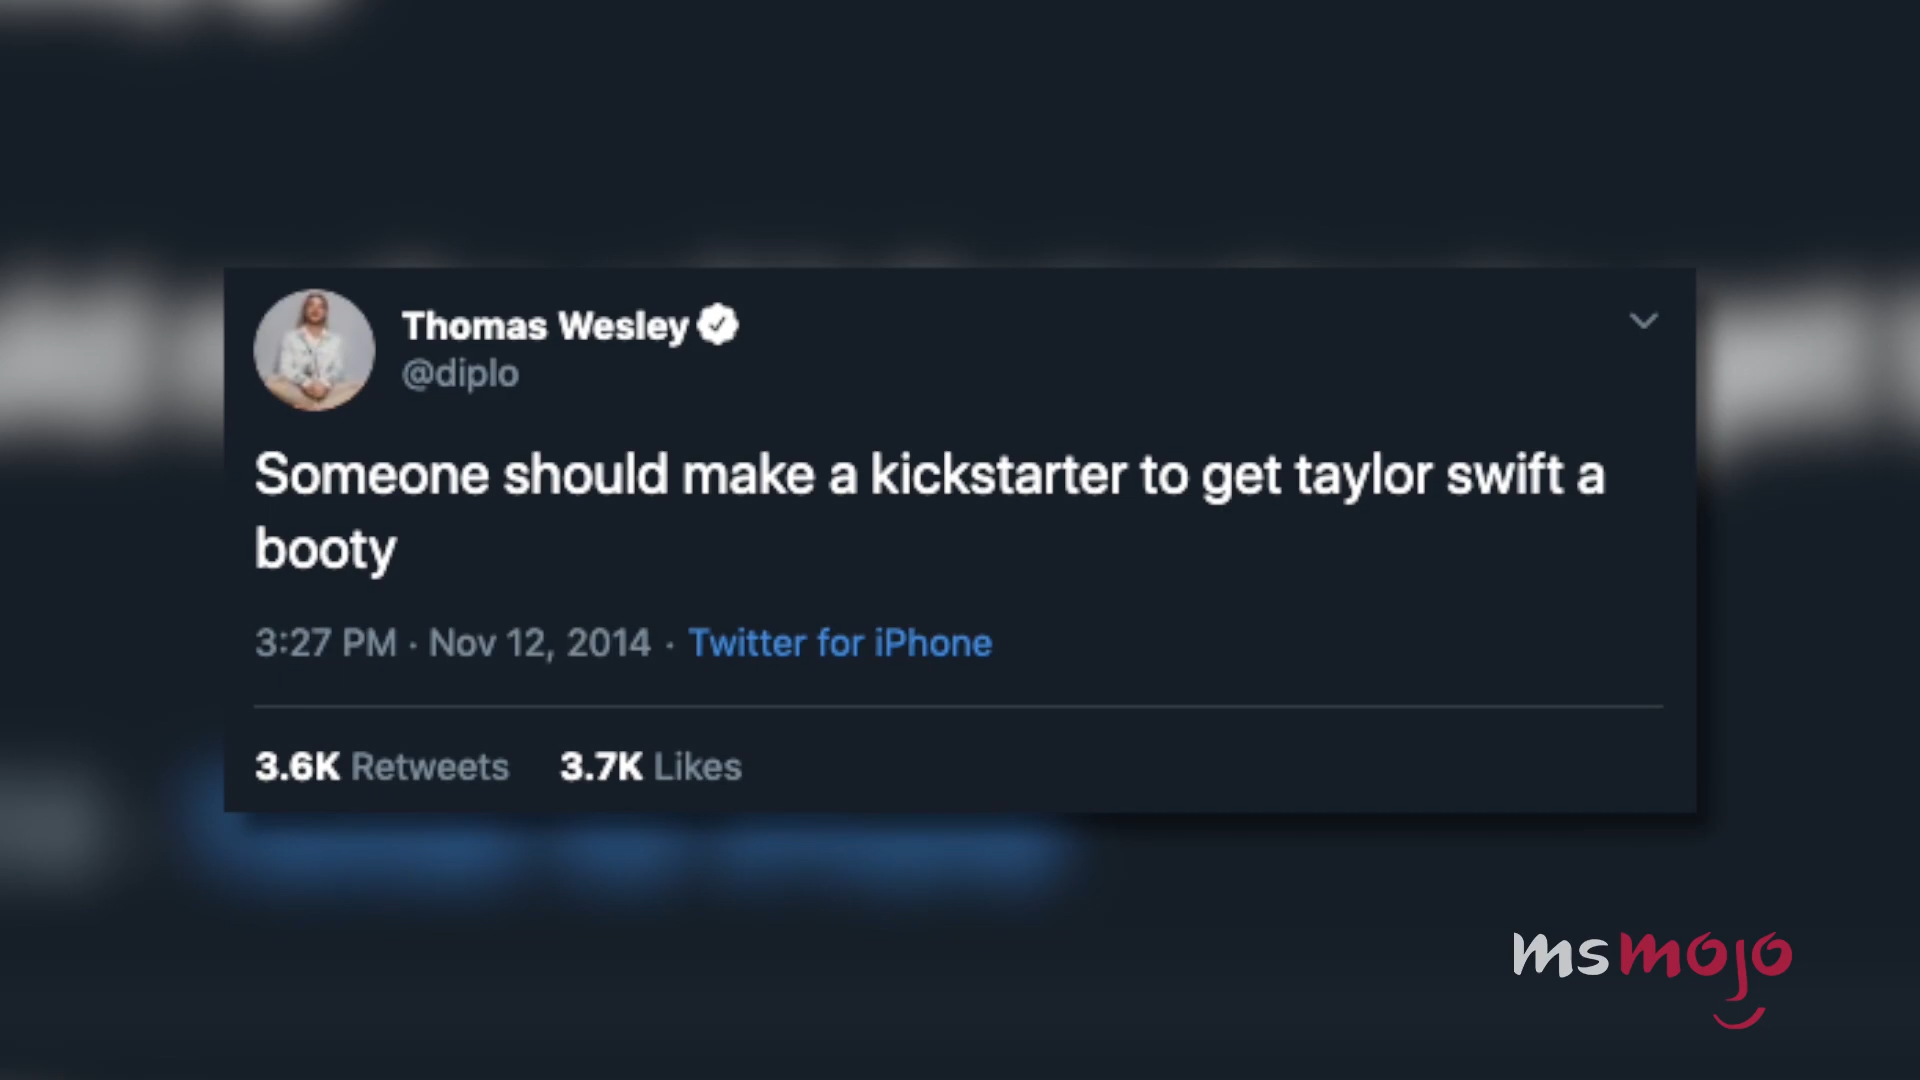 Thomas Wesley
@diplo
Someone should make a kickstarter to get taylor swift a
booty
3:27 PM · Nov 12, 2014 · Twitter for iPhone
3.6K Retweets 3.7K Likes
msmojo